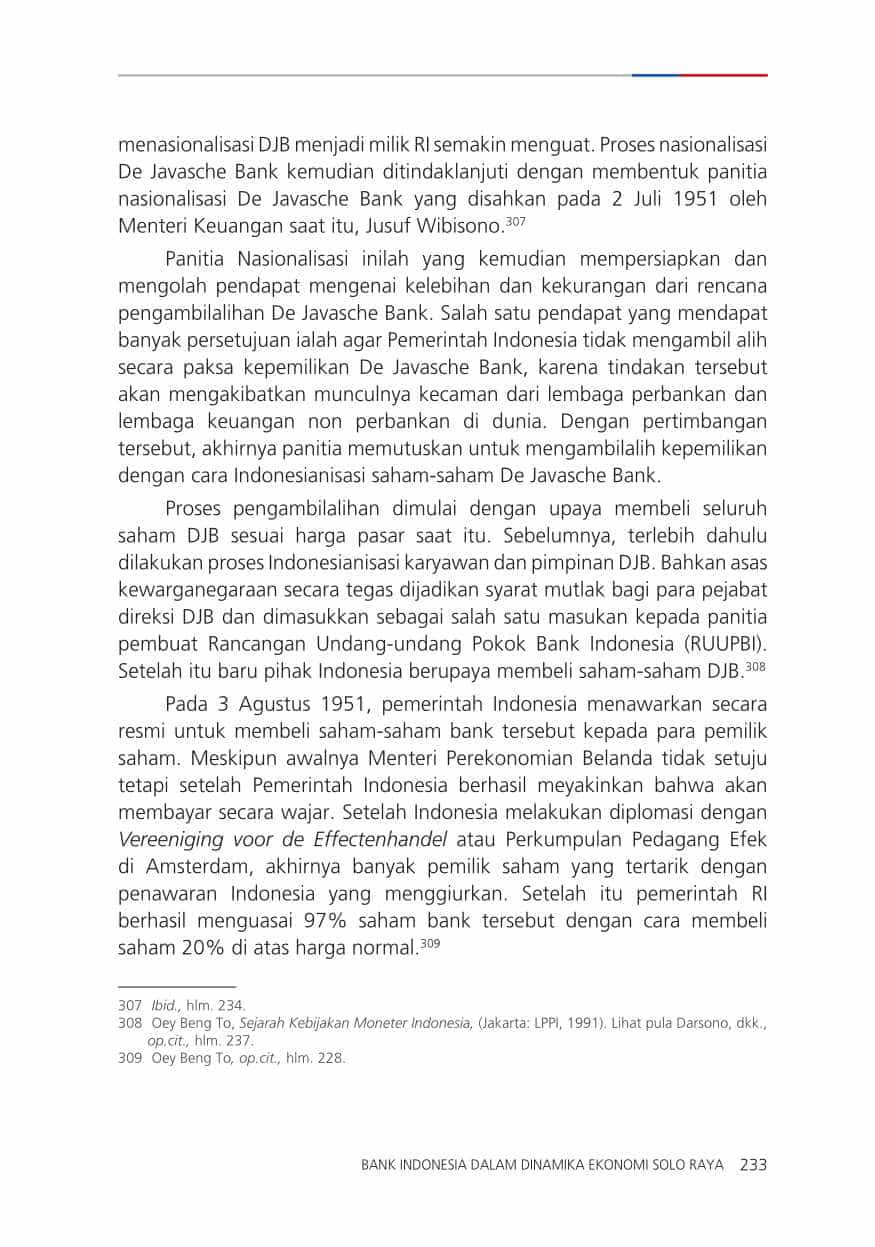 menasionalisasi DJB menjadi milik RI semakin menguat. Proses nasionalisasi
De Javasche Bank kemudian ditindaklanjuti dengan membentuk panitia
nasionalisasi De Javasche Bank yang disahkan pada 2 Juli 1951 oleh
Menteri Keuangan saat itu, Jusuf Wibisono.307
Panitia Nasionalisasi inilah yang kemudian mempersiapkan dan
mengolah pendapat mengenai kelebihan dan kekurangan dari rencana
pengambilalihan De Javasche Bank. Salah satu pendapat yang mendapat
banyak persetujuan ialah agar Pemerintah Indonesia tidak mengambil alih
secara paksa kepemilikan De Javasche Bank, karena tindakan tersebut
akan mengakibatkan munculnya kecaman dari lembaga perbankan dan
lembaga keuangan non perbankan di dunia. Dengan pertimbangan
tersebut, akhirnya panitia memutuskan untuk mengambilalih kepemilikan
dengan cara Indonesianisasi saham-saham De Javasche Bank.
Proses pengambilalihan dimulai dengan upaya membeli seluruh
saham DJB sesuai harga pasar saat itu. Sebelumnya, terlebih dahulu
dilakukan proses Indonesianisasi karyawan dan pimpinan DJB. Bahkan asas
kewarganegaraan secara tegas dijadikan syarat mutlak bagi para pejabat
direksi DJB dan dimasukkan sebagai salah satu masukan kepada panitia
pembuat Rancangan Undang-undang Pokok Bank Indonesia (RUUPBI).
Setelah itu baru pihak Indonesia berupaya membeli saham-saham DJB.308
Pada 3 Agustus 1951, pemerintah Indonesia menawarkan secara
resmi untuk membeli saham-saham bank tersebut kepada para pemilik
saham. Meskipun awalnya Menteri Perekonomian Belanda tidak setuju
tetapi setelah Pemerintah Indonesia berhasil meyakinkan bahwa akan
membayar secara wajar. Setelah Indonesia melakukan diplomasi dengan
Vereeniging voor de Effectenhandel atau Perkumpulan Pedagang Efek
di Amsterdam, akhirnya banyak pemilik saham yang tertarik dengan
penawaran Indonesia yang menggiurkan. Setelah itu pemerintah RI
berhasil menguasai 97% saham bank tersebut dengan cara membeli
saham 20% di atas harga normal.309
307 Ibid., hlm. 234.
308 Oey Beng To, Sejarah Kebijakan Moneter Indonesia, (Jakarta: LPPI, 1991). Lihat pula Darsono, dkk.,
op.cit., hlm. 237.
309 Oey Beng To, op.cit., hlm. 228.
BANK INDONESIA DALAM DINAMIKA EKONOMI SOLO RAYA 233